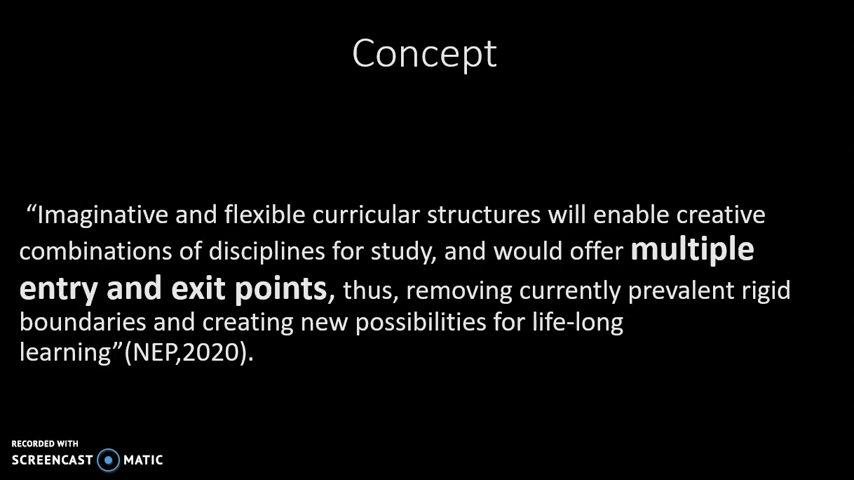 Concept
“Imaginative and flexible curricular structures will enable creative
combinations of disciplines for study, and would offer multiple
entry and exit points, thus, removing currently prevalent rigid
boundaries and creating new possibilities for life-long
learning”(NEP,2020).
RECORDED WITH
SCREENCAST MATIC